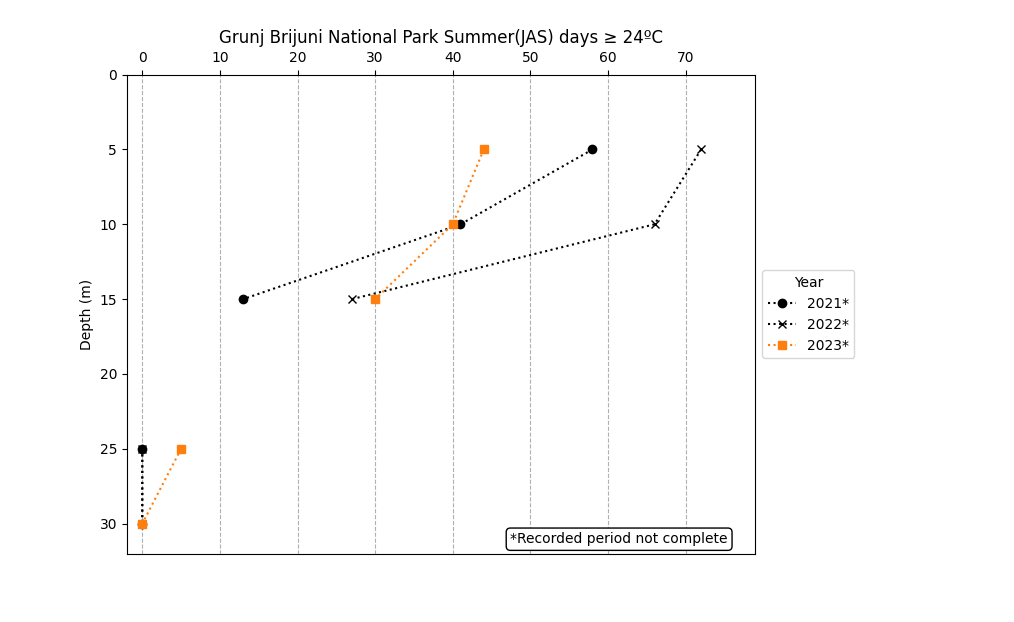 Grunj Brijuni National Park Summer(JAS) days ≥ 24ºC
0 10 20 30 40 50 60 70
0
5
10
15
20
25
30
Depth (m)
Year
2021*
2022*
2023*
*Recorded period not complete